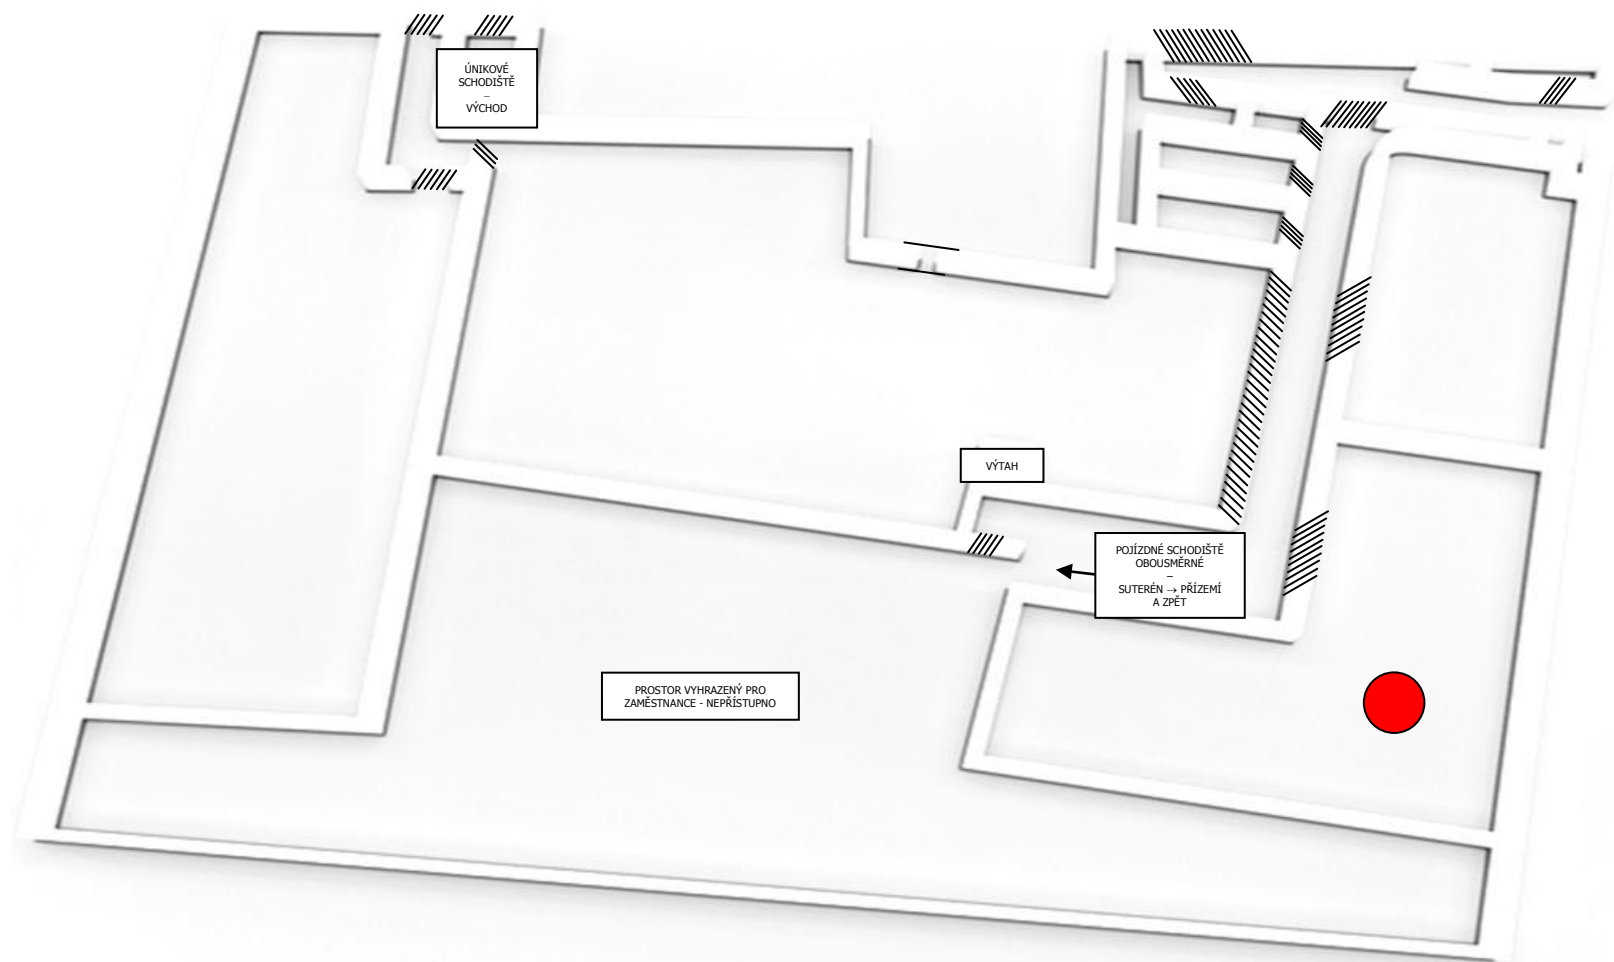 ÚNIKOVÉ
SCHODIŠTĚ
–
VÝCHOD
VÝTAH
POJÍZDNÉ SCHODIŠTĚ
OBOUSMĚRNÉ
–
SUTERÉN → PŘÍZEMÍ
A ZPĚT
PROSTOR VYHRAZENÝ PRO
ZAMĚSTNANCE - NEPŘÍSTUPNO